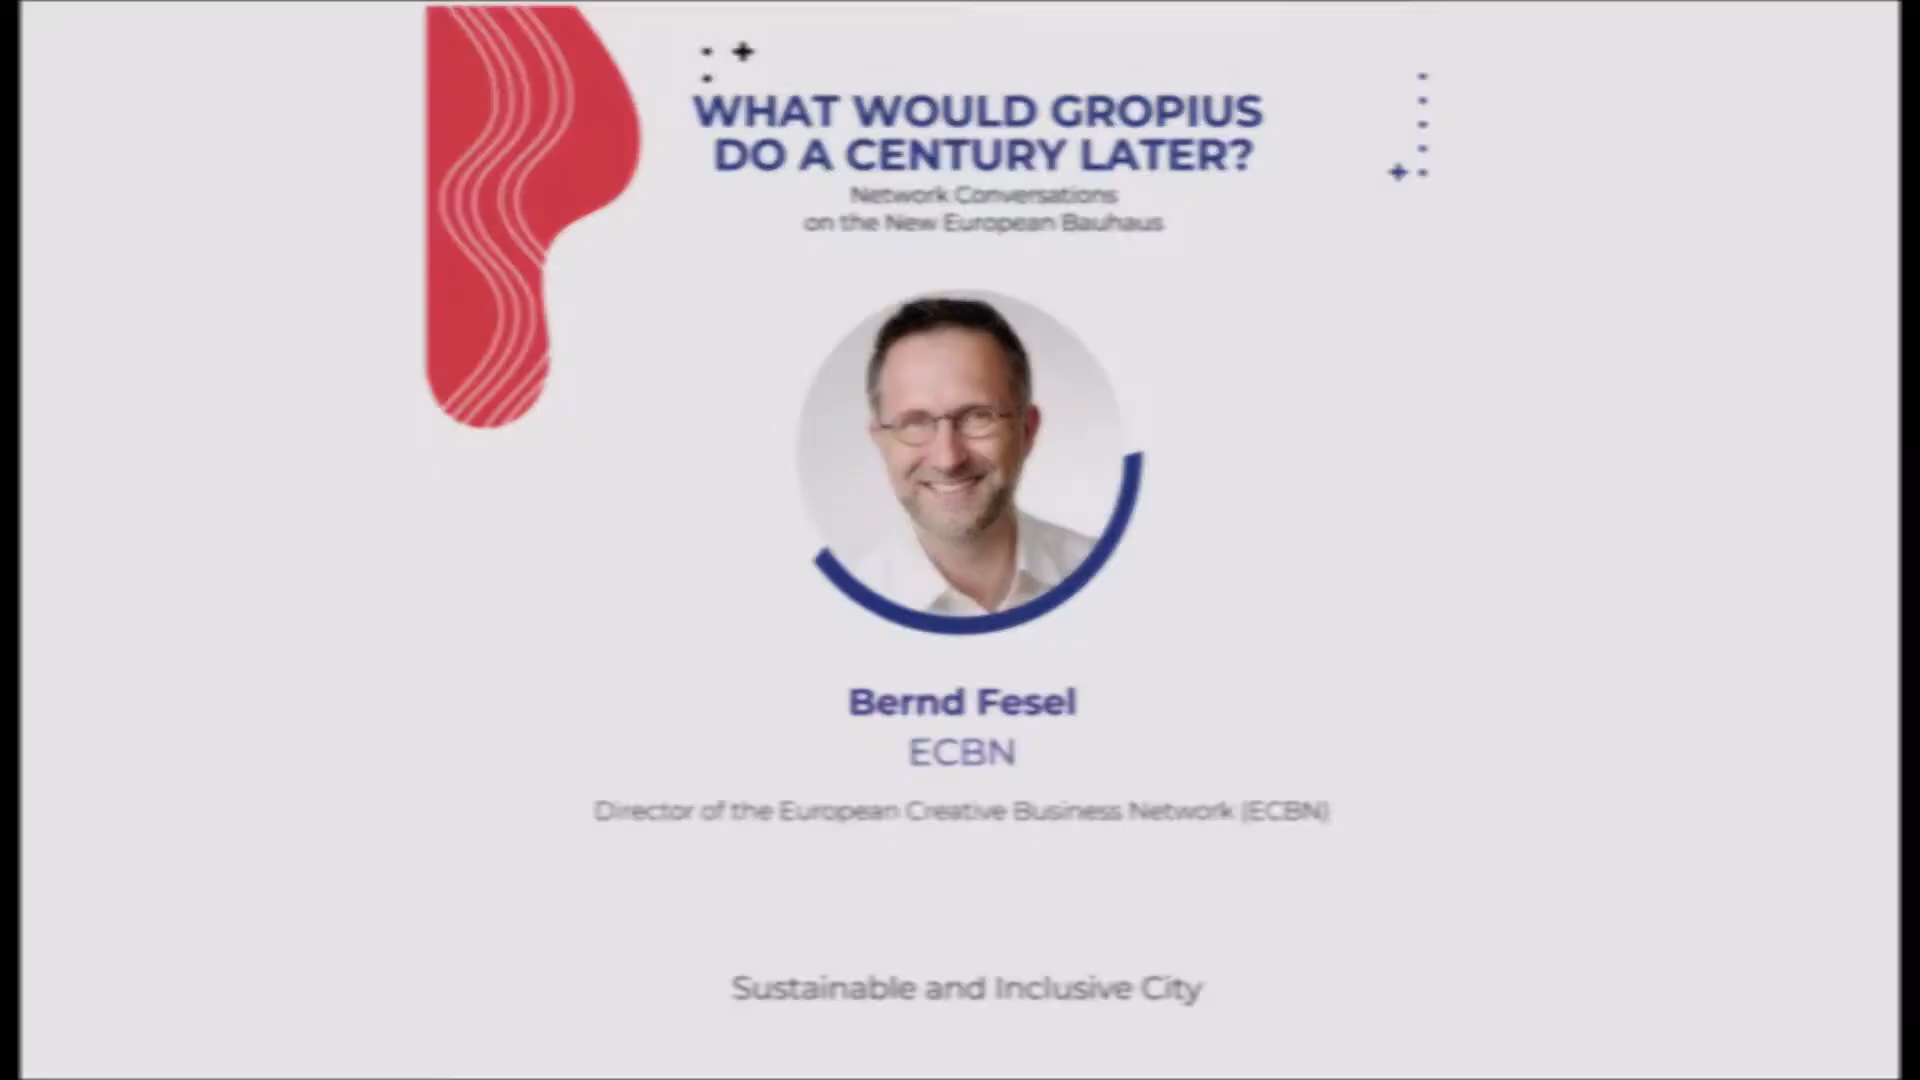 WHAT WOULD GROPIUS
DO A CENTURY LATER?
Network Conversations
on the New European Bauhaus
Bernd Fesel
ECBN
Director of the European Creative Business Network (ECBN)
Sustainable and Inclusive City